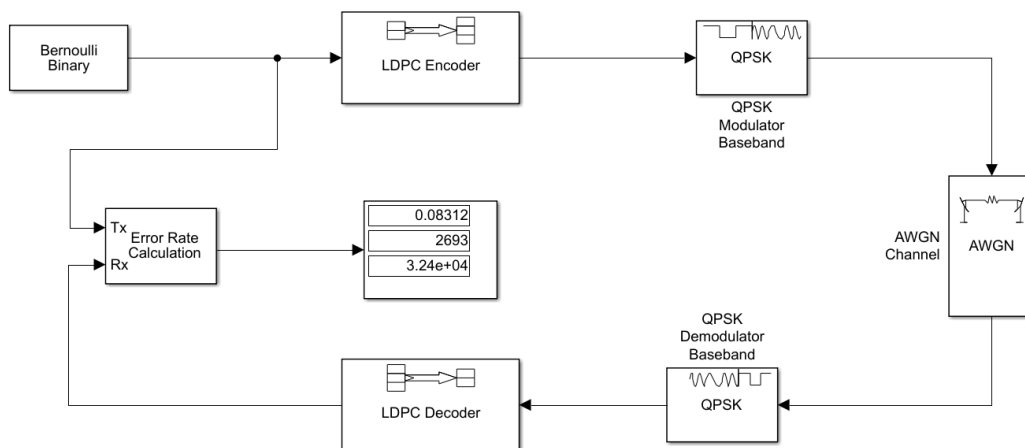 Bernoulli
Binary
LDPC Encoder
QPSK
QPSK
Modulator
Baseband
Tx
Rx
Error Rate
Calculation
0.08312
2693
3.24e+04
AWGN
Channel
AWGN
QPSK
Demodulator
Baseband
LDPC Decoder
QPSK